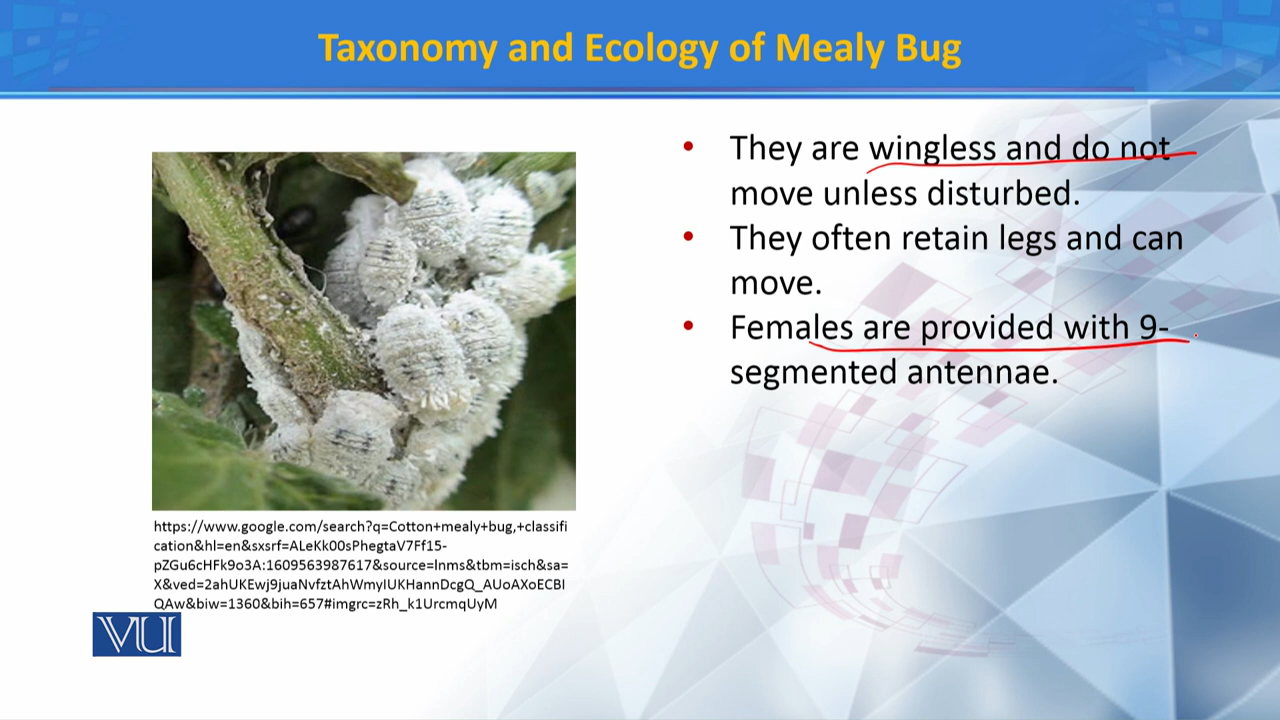 Taxonomy and Ecology of Mealy Bug
• They are wingless and do not
move unless disturbed.
• They often retain legs and can
move.
• Females are provided with 9-
segmented antennae.
https://www.google.com/search?q=Cotton+mealy+bug,+classifi
cation&hl=en&sxsrf=ALeKk00sPhegtaV7Ff15-
pZGu6cHFk9o3A:1609563987617&source=lnms&tbm=isch&sa=
X&ved=2ahUKEwj9juaNvfztAhWmyIUKHannDcgQ_AUoAXoECBI
QAw&biw=1360&bih=657#imgrc=zRh_k1UrcmqUyM
VU